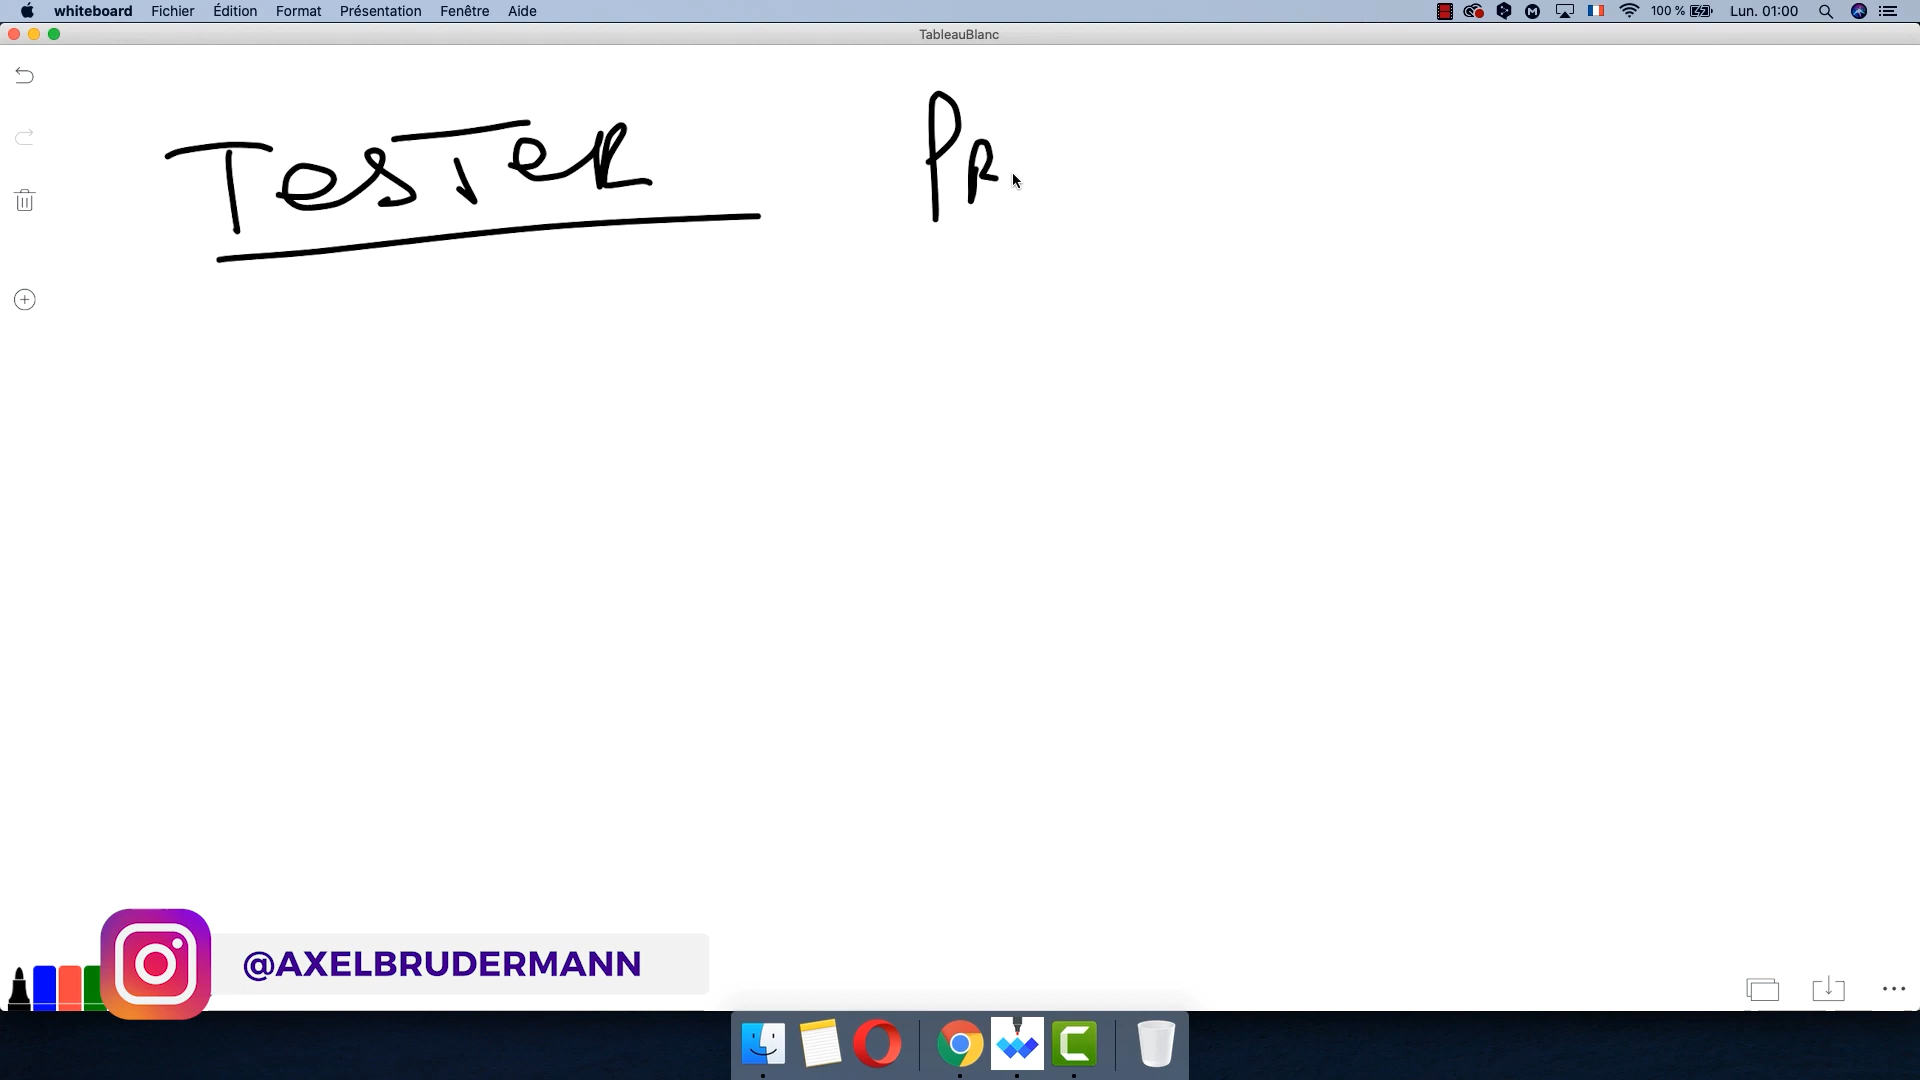 whiteboard Fichier Édition Format Présentation Fenêtre Aide 100 % Lun. 01:00
TableauBlanc
TesTeR PR
@AXELBRUDERMANN